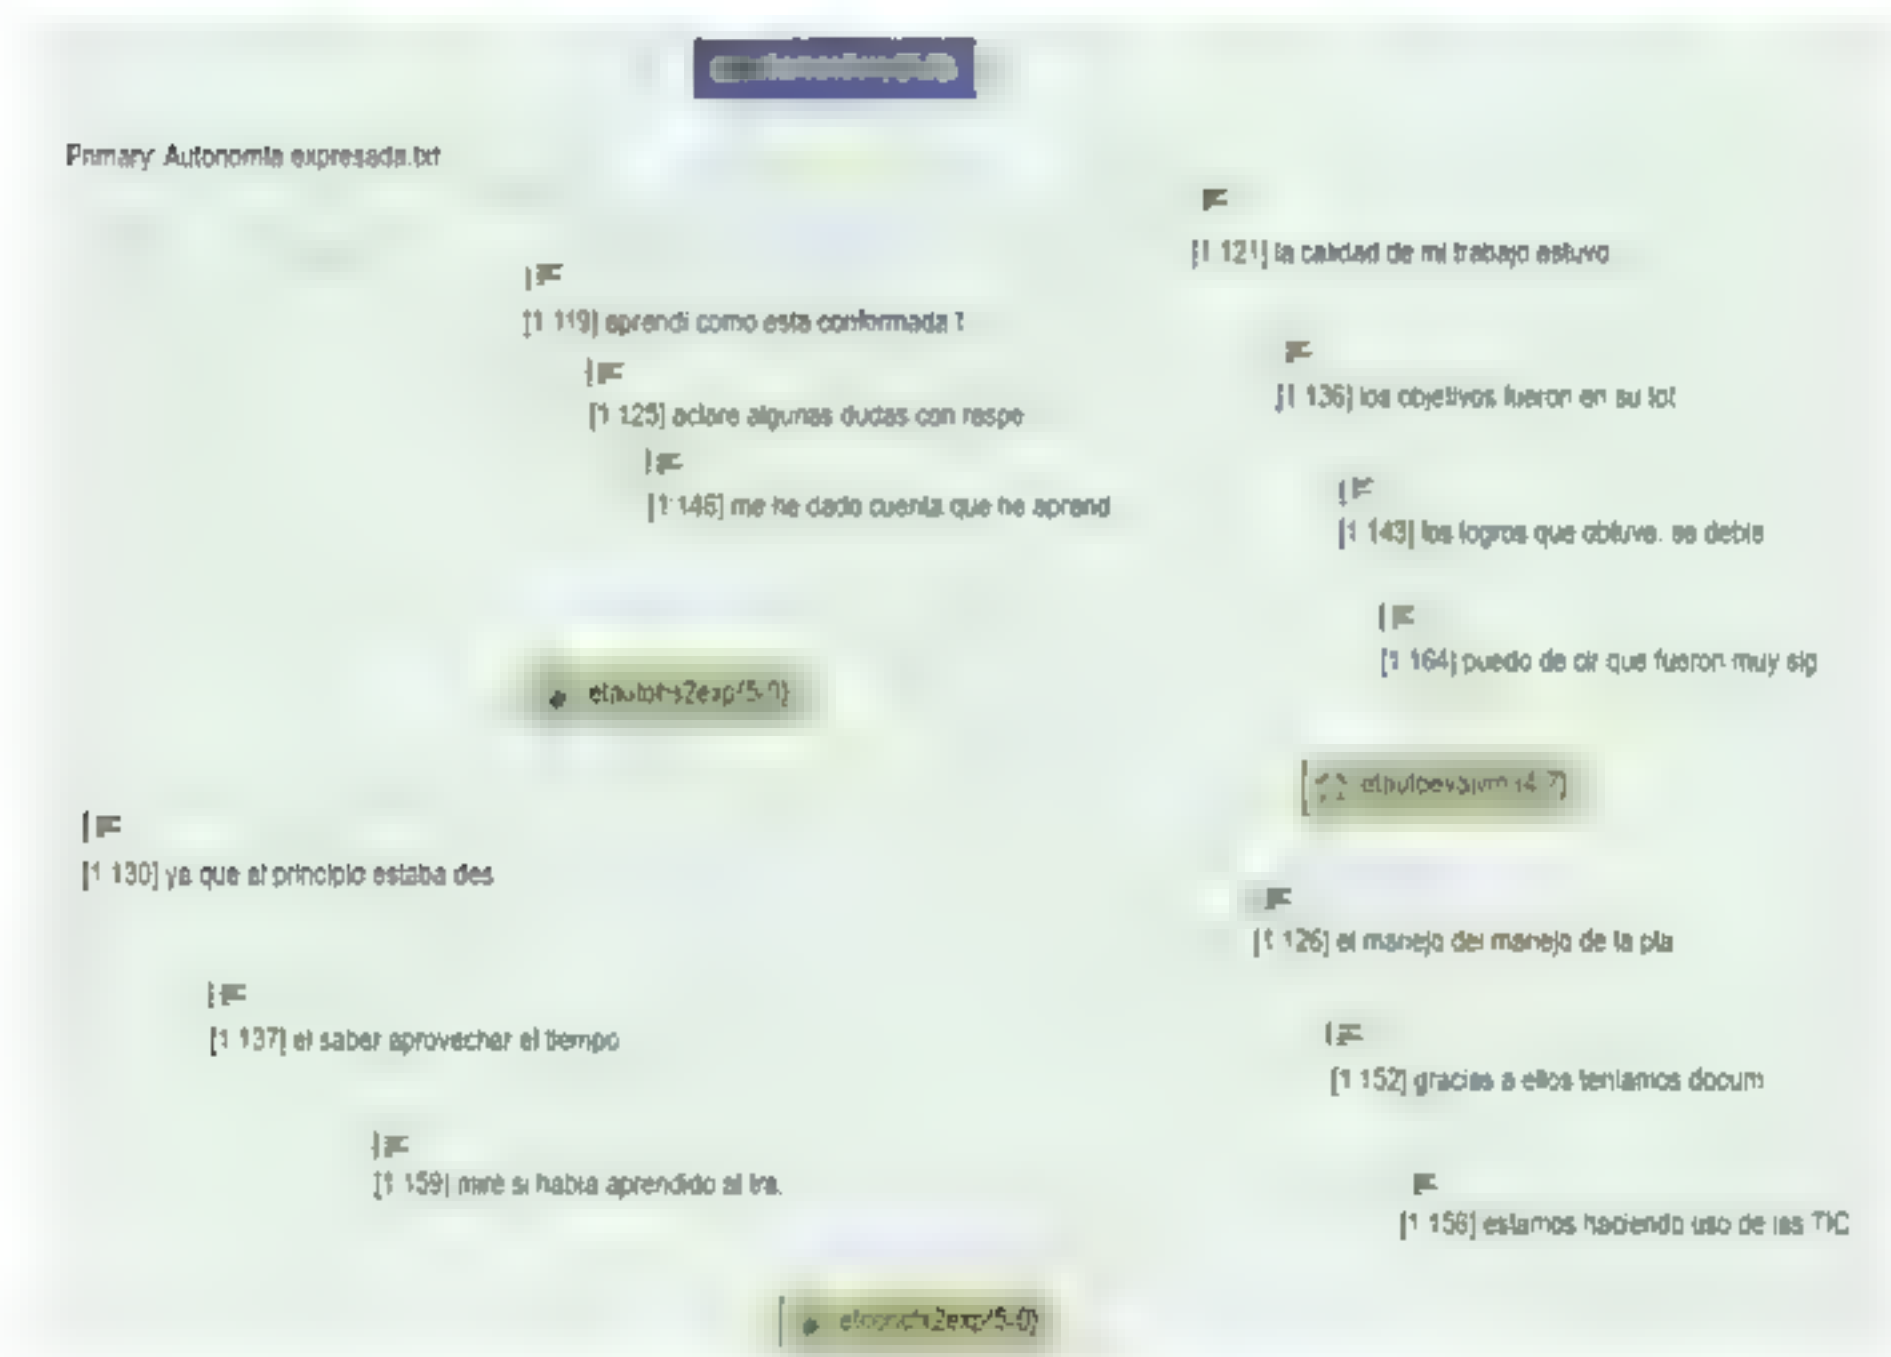 Primary: Autonomia expresada.txt
[1 121] la calidad de mi trabajo estuvo
[1 119] aprendi como esta conformada
[1 136] los objetivos fueron en su tot
[1 125] aclare algunas dudas con respe
[1 146] me he dado cuenta que he aprend
[1 143] los logros que obtuve. se debie
[1 164] puedo de cir que fueron muy sig
[1 130] ya que al principio estaba des
[1 126] el manejo del manejo de la pla
[1 137] el saber aprovechar el tiempo
[1 152] gracias a ellos teniamos docum
[1 159] mire si habia aprendido al
[1 156] estamos haciendo uso de las TIC